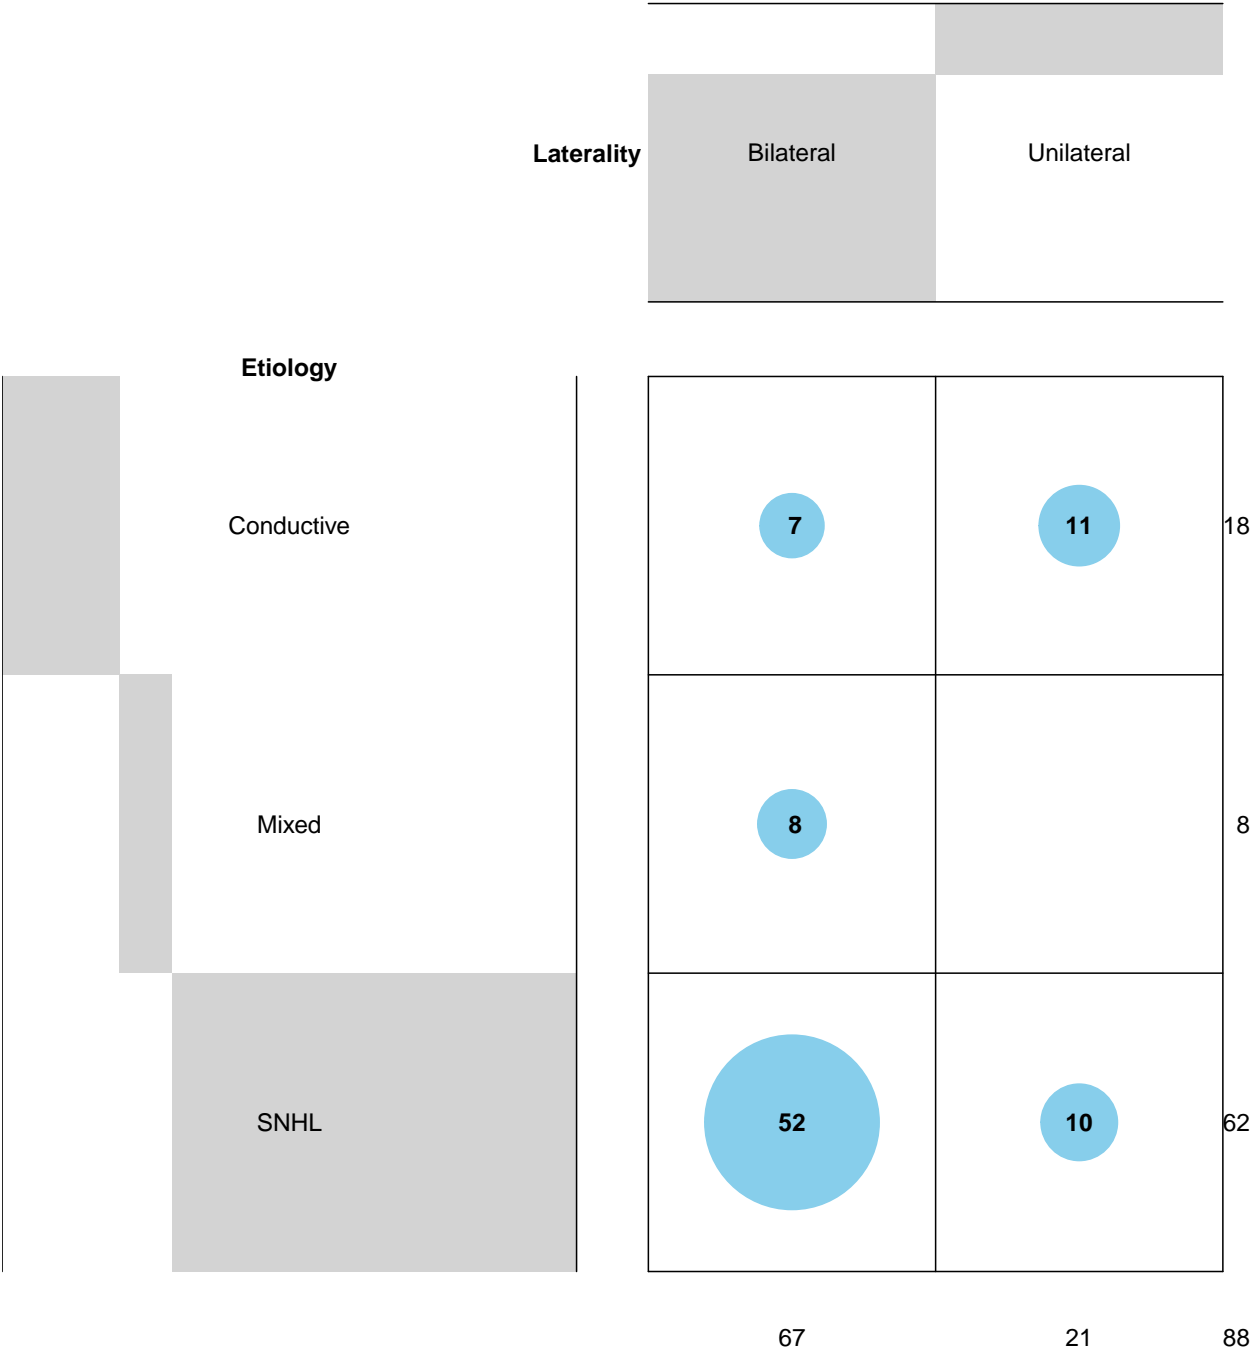 Laterality Bilateral Unilateral
Etiology
Conductive 7 11 18
Mixed 8 8
SNHL 52 10 62
67 21 88